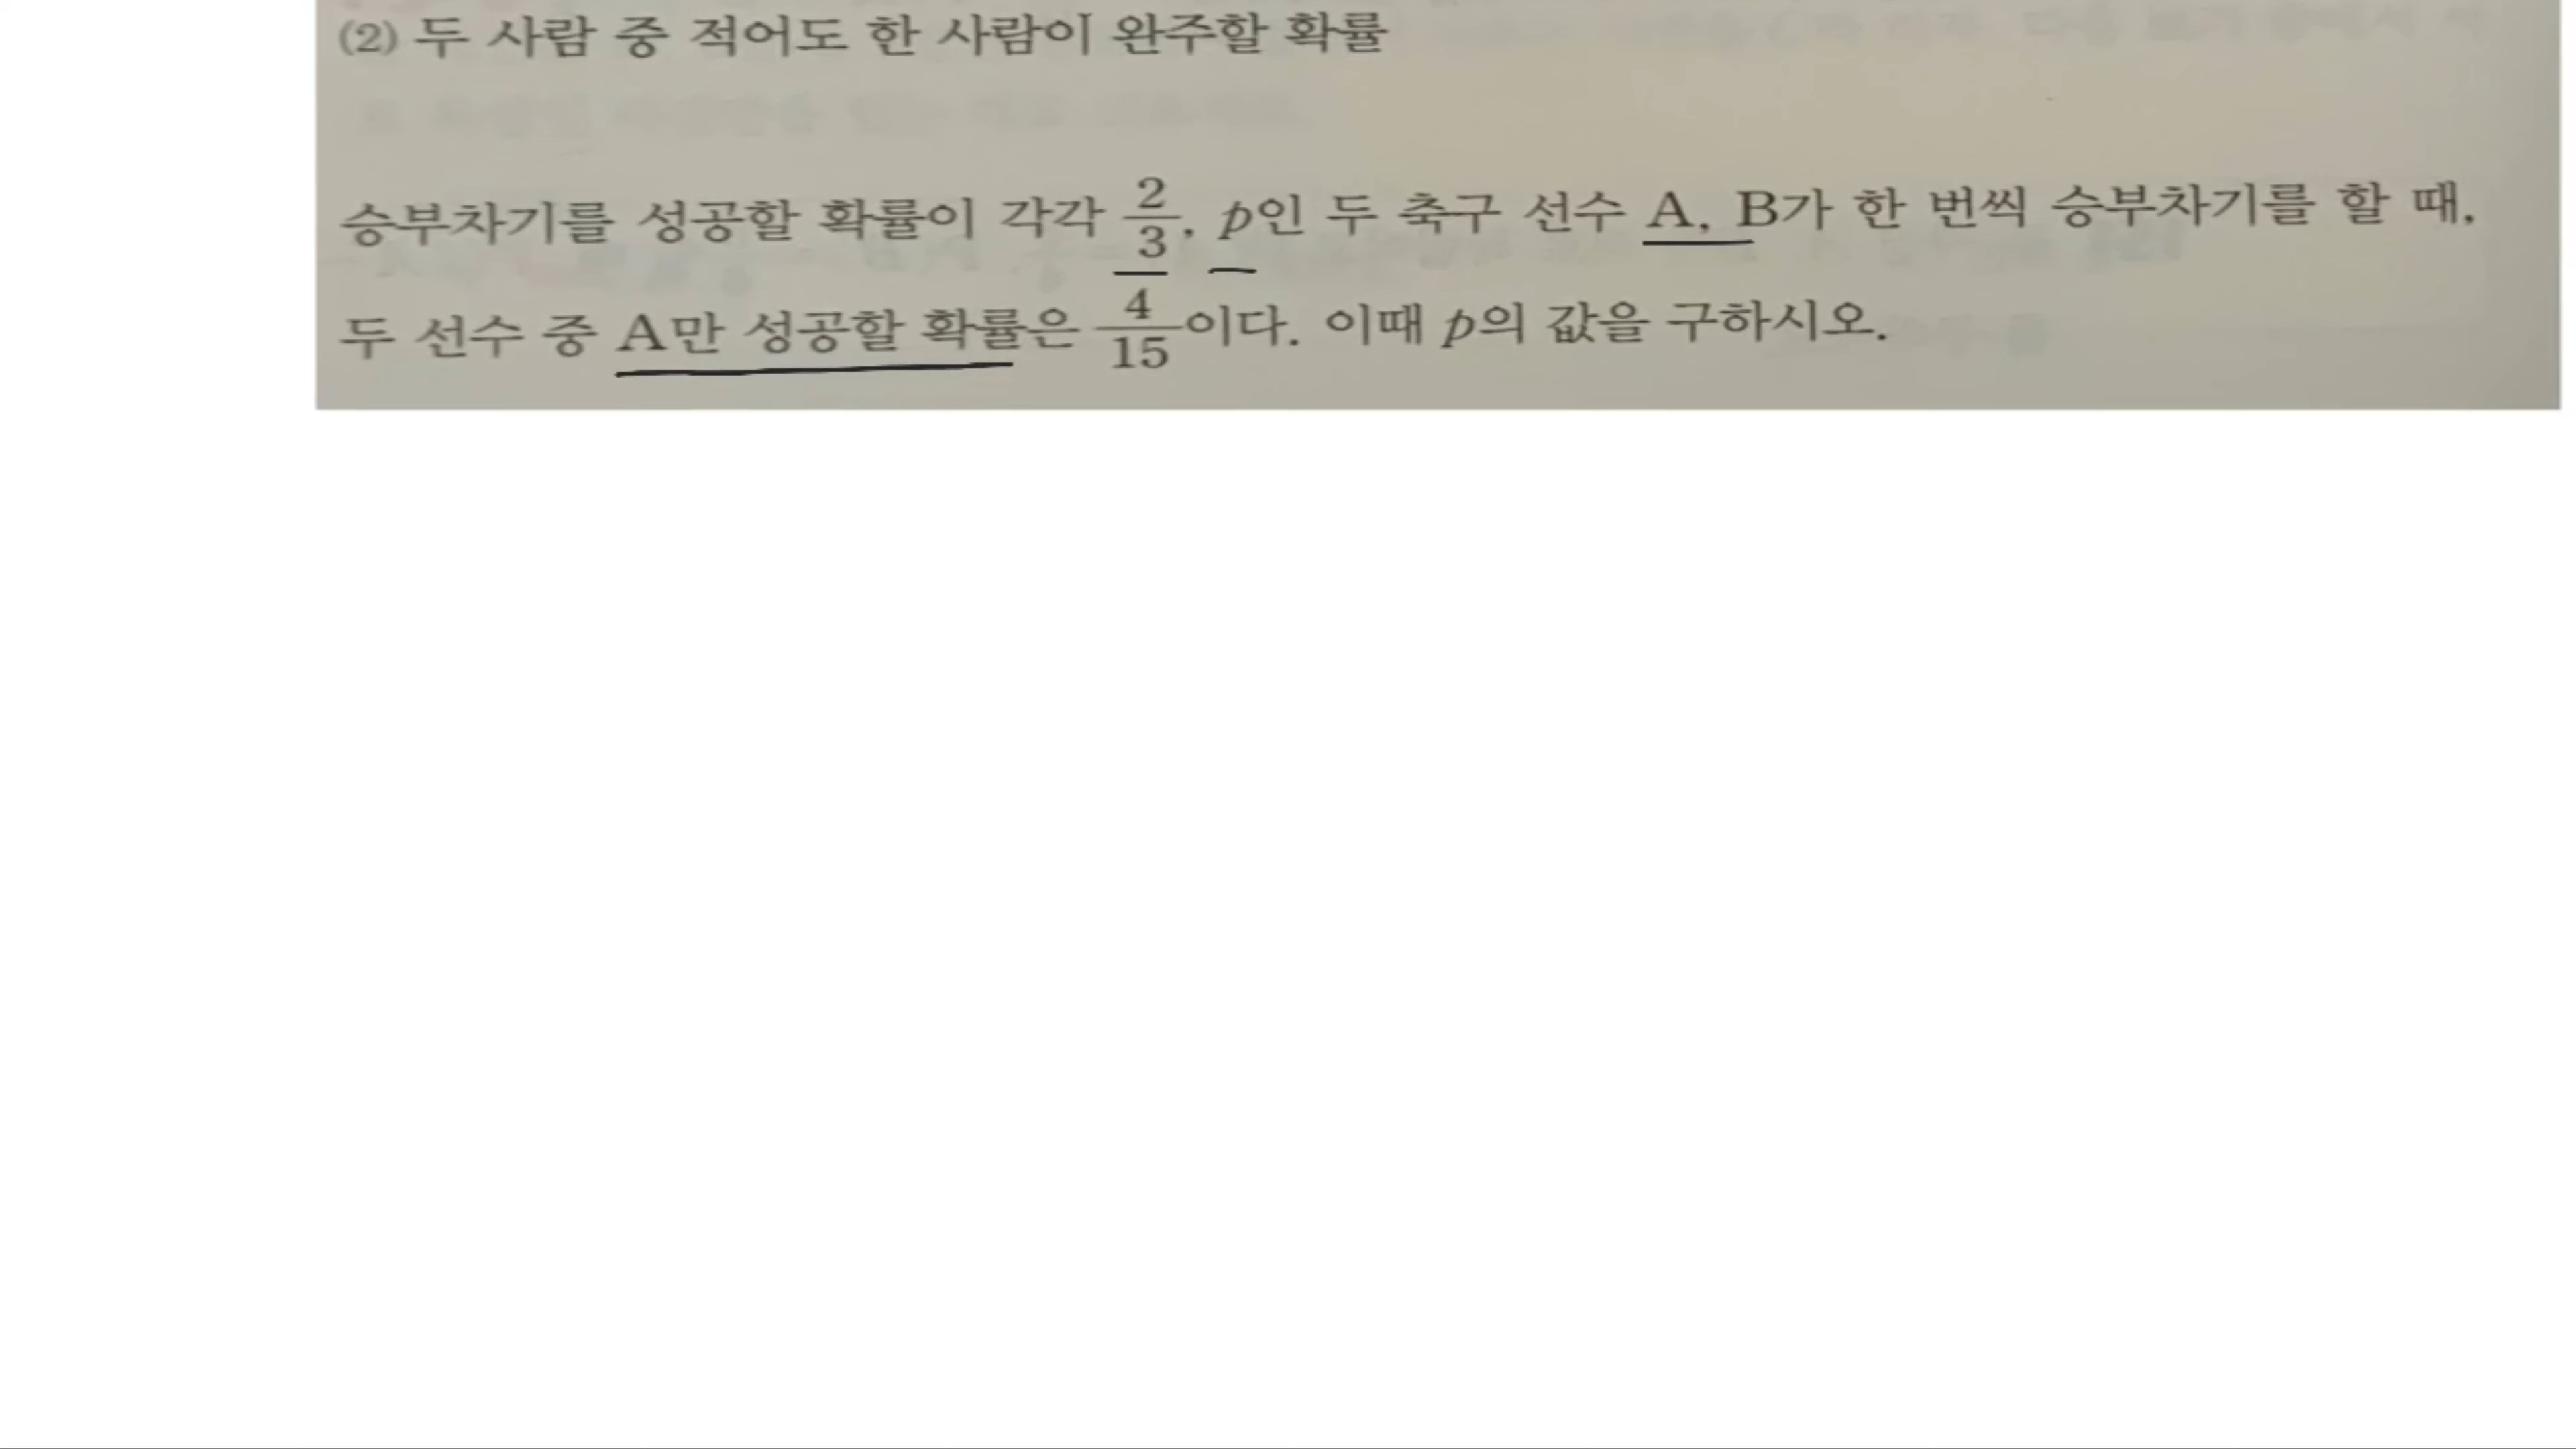 (2) 두 사람 중 적어도 한 사람이 완주할 확률
승부차기를 성공할 확률이 각각 2/3, p인 두 축구 선수 A, B가 한 번씩 승부차기를 할 때,
두 선수 중 A만 성공할 확률은 4/15이다. 이때 p의 값을 구하시오.